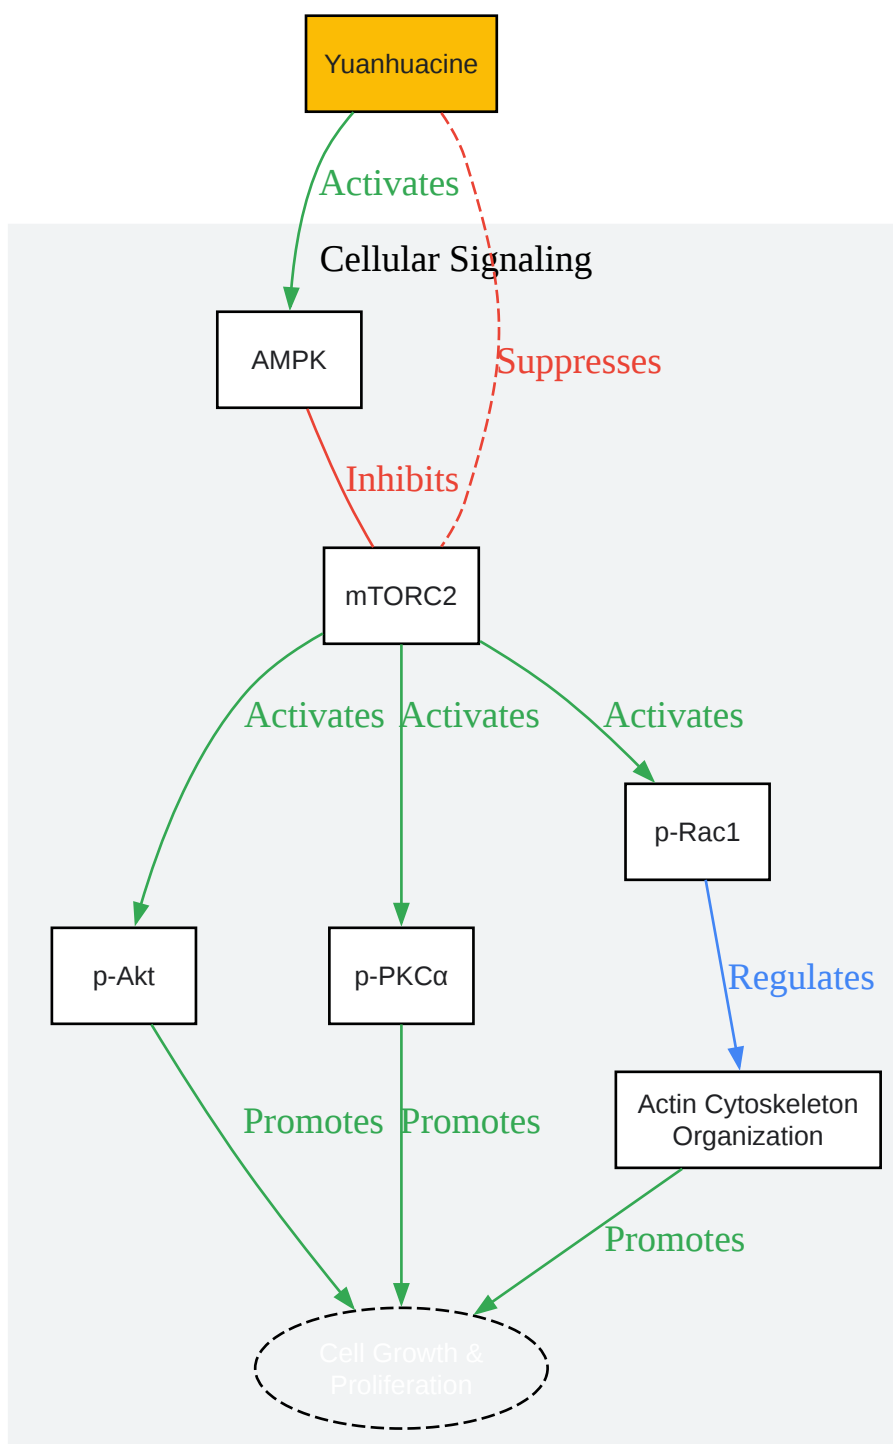 Yuanhuacine
Activates
Cellular Signaling
AMPK
Suppresses
Inhibits
mTORC2
Activates
Activates
Activates
p-Rac1
p-Akt
p-PKCα
Regulates
Actin Cytoskeleton
Organization
Promotes
Promotes
Promotes
Cell Growth &
Proliferation